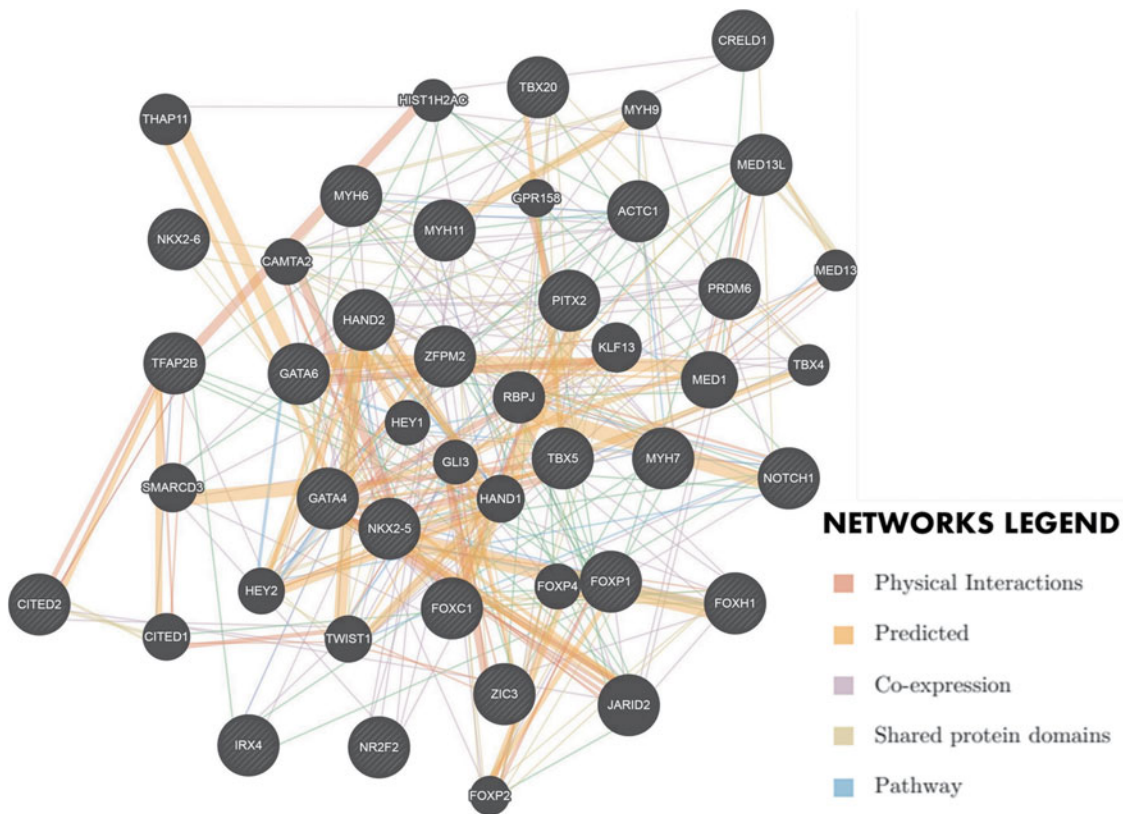 CRELD1
TBX20
HIST1H2AC
MYH9
THAP11
MED13L
MYH6
GPR158
ACTC1
MYH11
NKX2-6
CAMTA2
MED13
PRDM6
PITX2
HAND2
KLF13
ZFPM2
TFAP2B
TBX4
GATA6
MED1
RBPJ
HEY1
TBX5
MYH7
GLI3
NOTCH1
SMARCD3
GATA4
HAND1
NKX2-5
NETWORKS LEGEND
Physical Interactions
Predicted
Co-expression
Shared protein domains
Pathway
HEY2
FOXP4
FOXP1
CITED2
FOXC1
FOXH1
CITED1
TWIST1
ZIC3
JARID2
IRX4
NR2F2
FOXP2